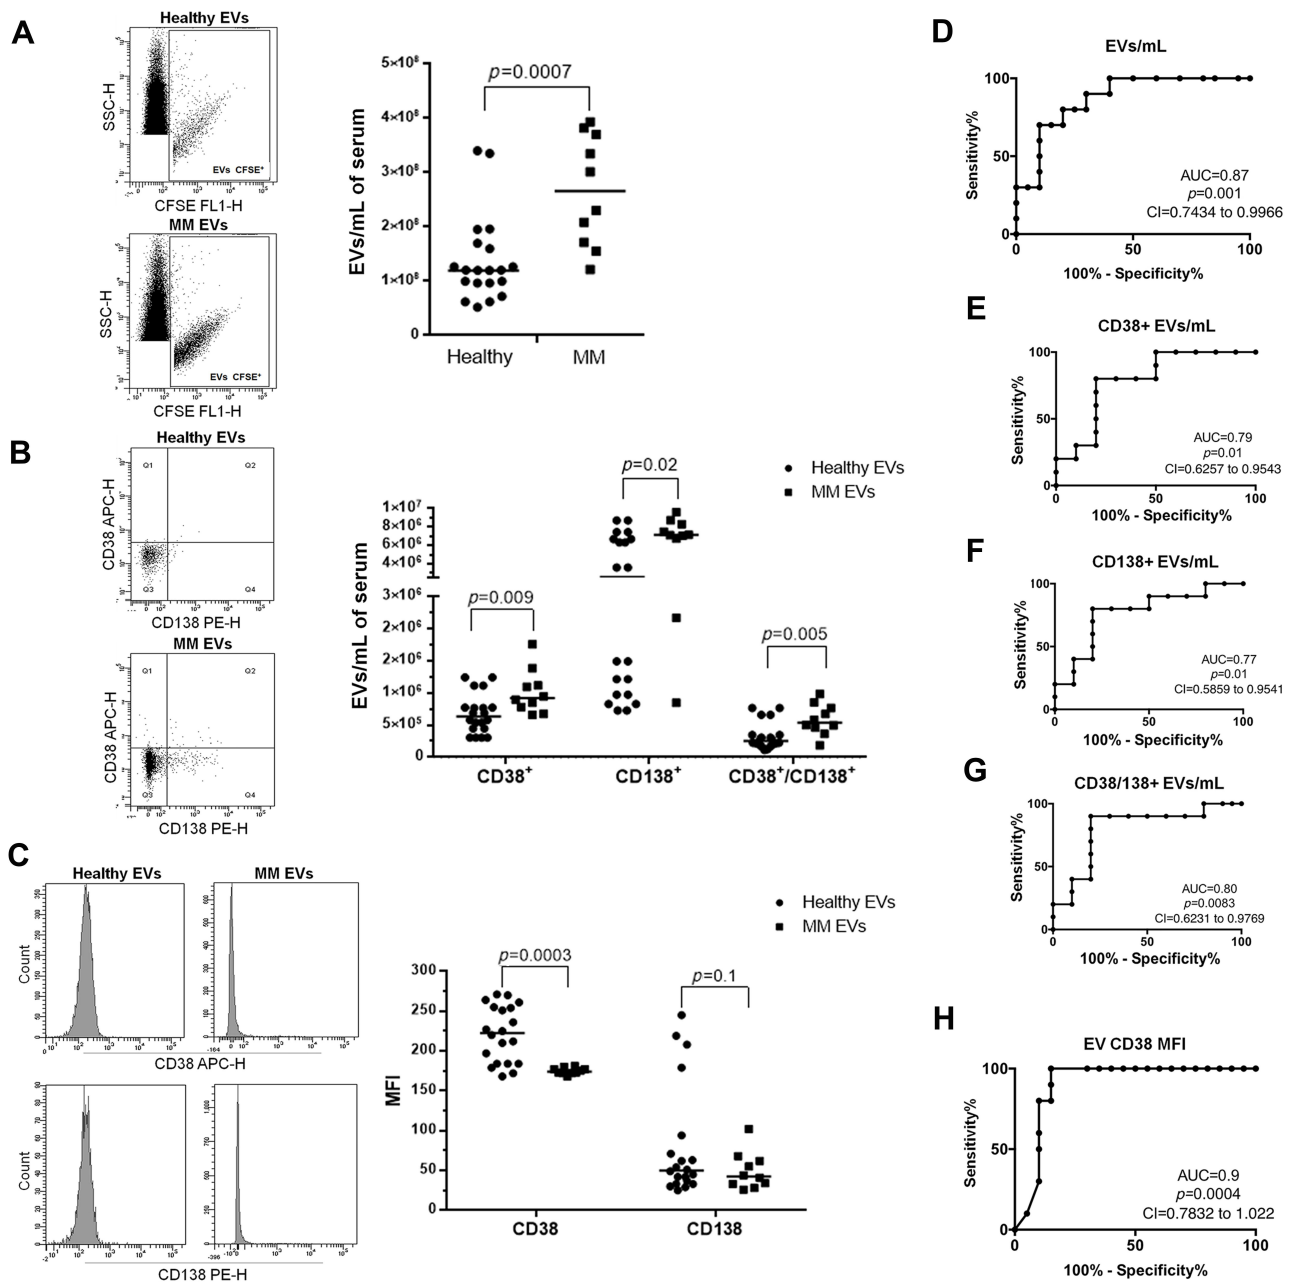 A
Healthy EVs
SSC-H
EVs CFSE⁺
CFSE FL1-H
MM EVs
SSC-H
EVs CFSE⁺
CFSE FL1-H
EVs/mL of serum
5×10⁸
4×10⁸
3×10⁸
2×10⁸
1×10⁸
0
p=0.0007
Healthy MM
B
Healthy EVs
CD38 APC-H
Q1 Q2
Q3 Q4
CD138 PE-H
MM EVs
CD38 APC-H
Q1 Q2
Q3 Q4
CD138 PE-H
EVs/mL of serum
Healthy EVs
MM EVs
1×10⁷
8×10⁶
6×10⁶
4×10⁶
3×10⁶
2×10⁶
2×10⁶
1×10⁶
5×10⁵
0
p=0.009
p=0.02
p=0.005
CD38⁺ CD138⁺ CD38⁺/CD138⁺
C
Healthy EVs MM EVs
Count
CD38 APC-H
Count
CD138 PE-H
Healthy EVs
MM EVs
MFI
300
250
200
150
100
50
0
p=0.0003
p=0.1
CD38 CD138
D
EVs/mL
Sensitivity%
100
50
0
AUC=0.87
p=0.001
CI=0.7434 to 0.9966
0 50 100
100% - Specificity%
E
CD38+ EVs/mL
Sensitivity%
100
50
0
AUC=0.79
p=0.01
CI=0.6257 to 0.9543
0 50 100
100% - Specificity%
F
CD138+ EVs/mL
Sensitivity%
100
50
0
AUC=0.77
p=0.01
CI=0.5859 to 0.9541
0 50 100
100% - Specificity%
G
CD38/138+ EVs/mL
Sensitivity%
100
50
0
AUC=0.80
p=0.0083
CI=0.6231 to 0.9769
0 50 100
100% - Specificity%
H
EV CD38 MFI
Sensitivity%
100
50
0
AUC=0.9
p=0.0004
CI=0.7832 to 1.022
0 50 100
100% - Specificity%